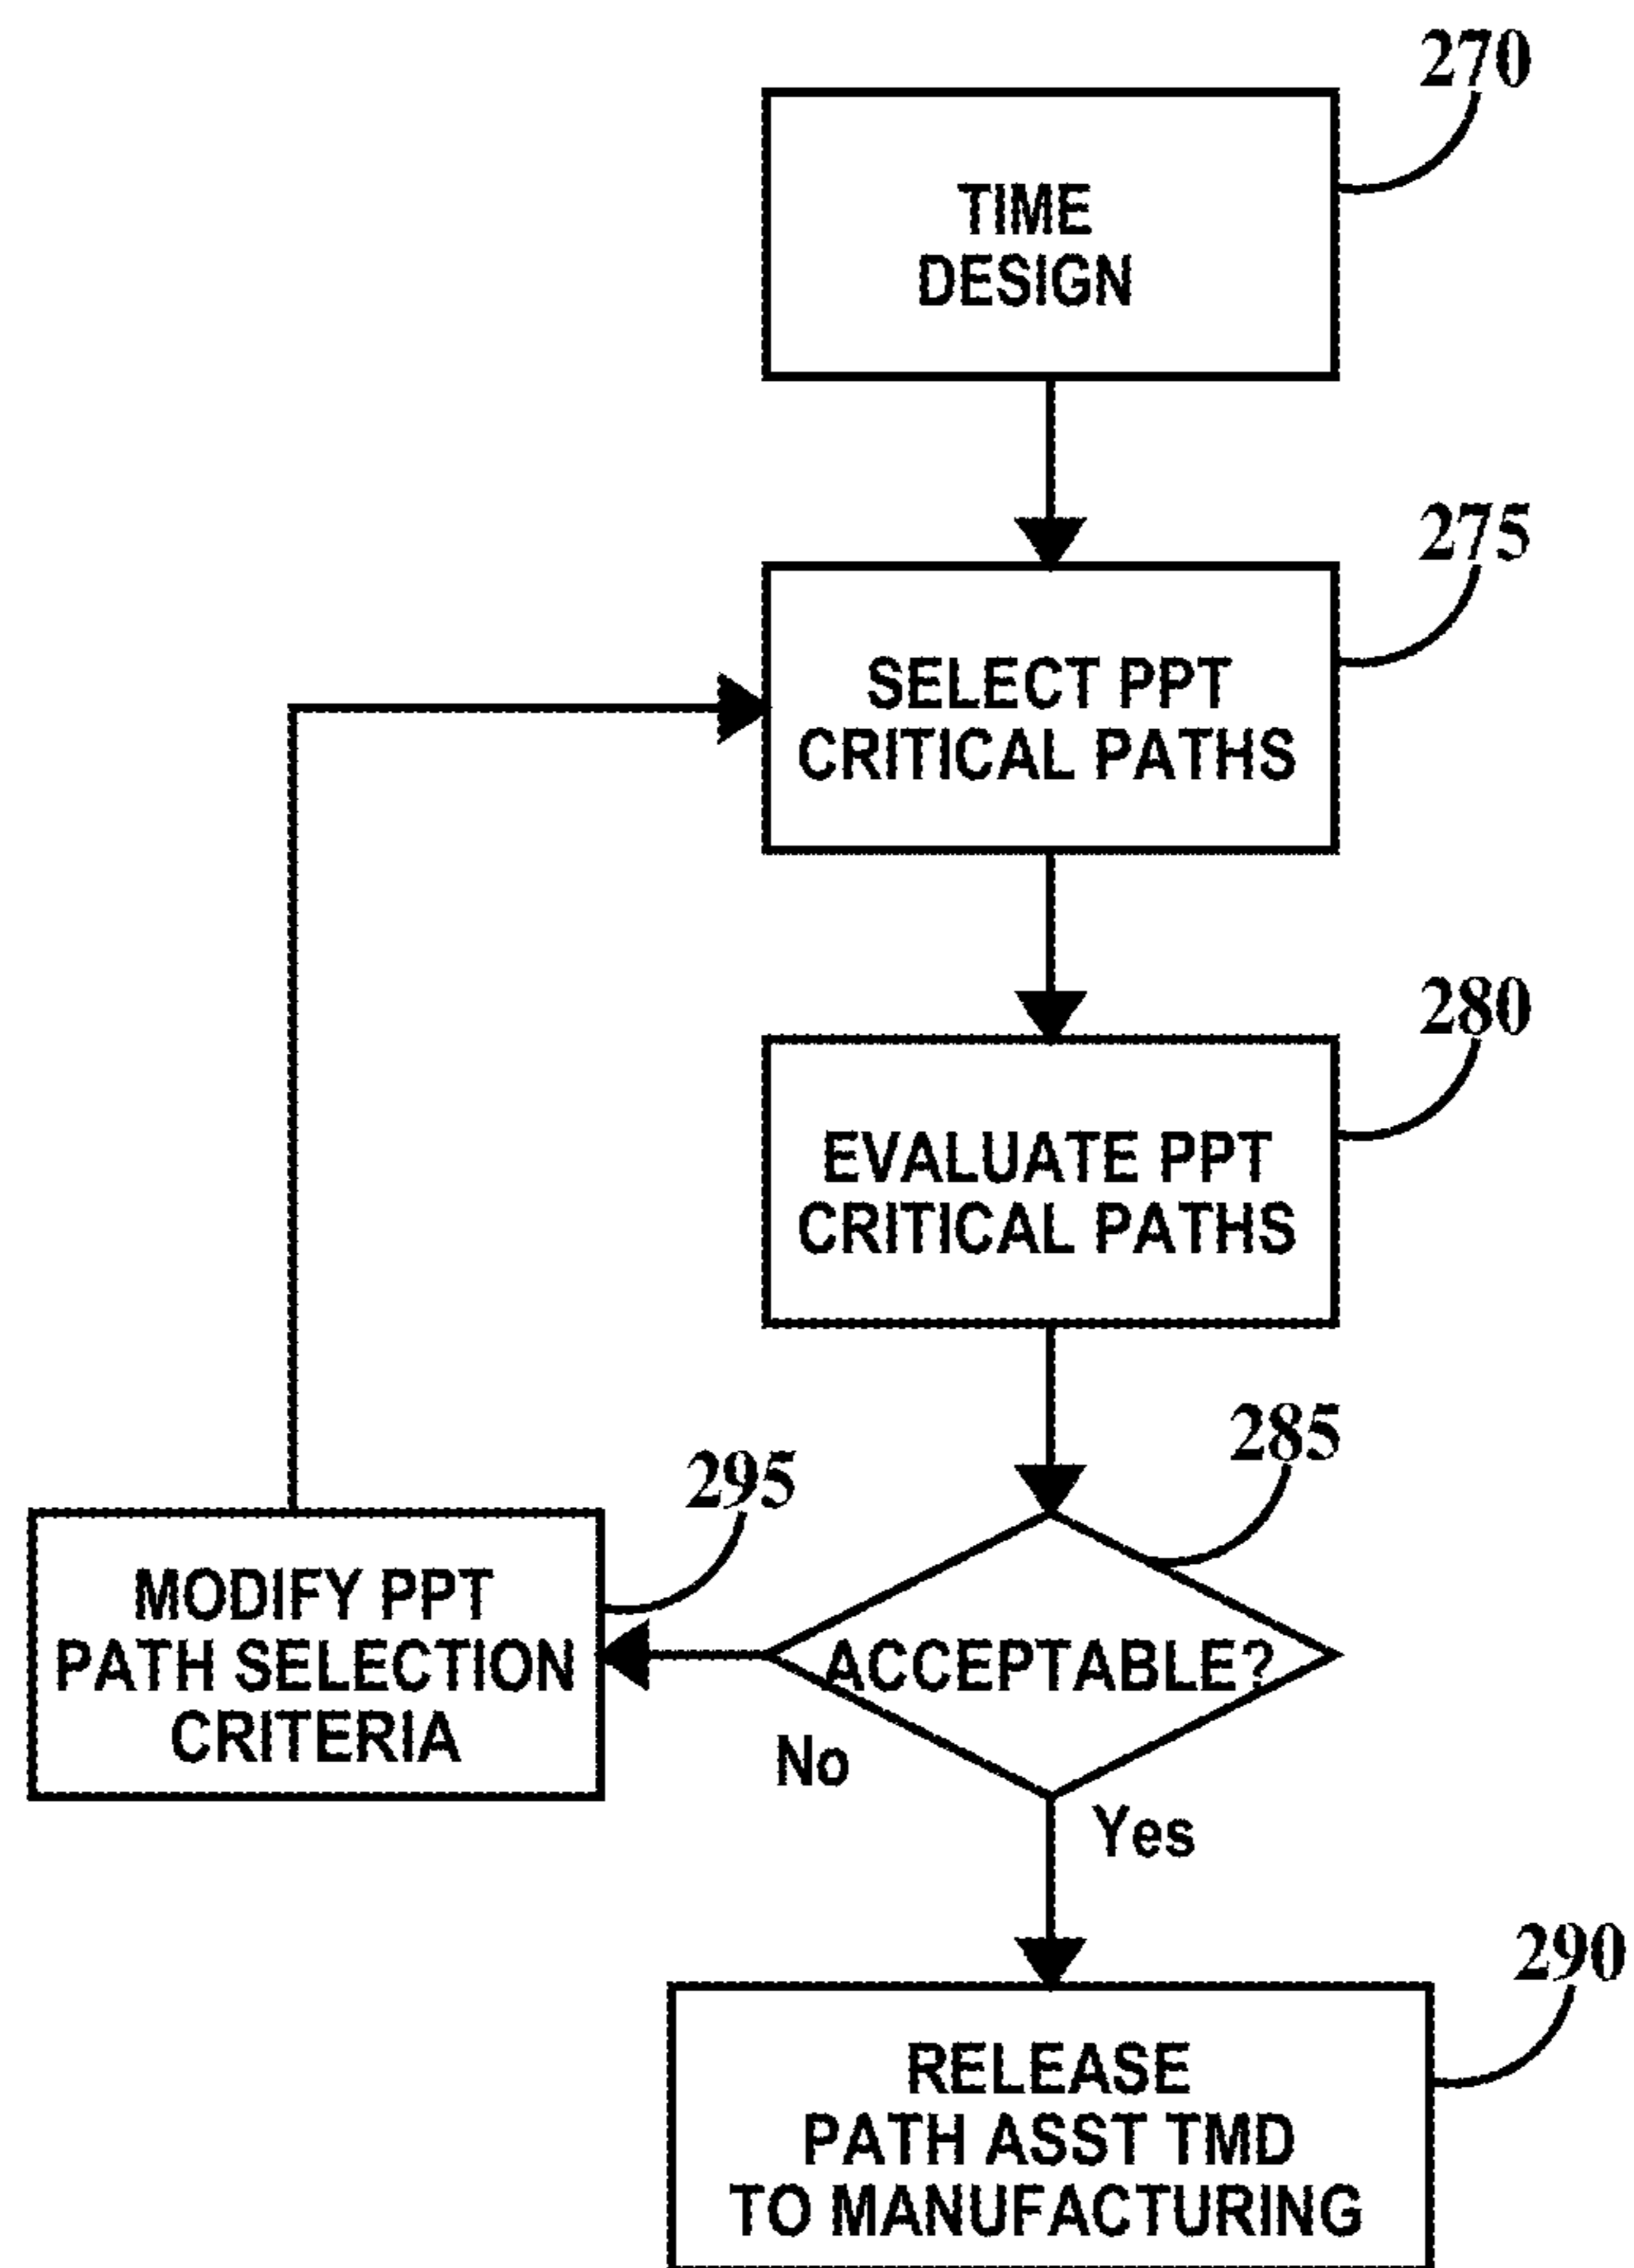 270
TIME
DESIGN
275
SELECT PPT
CRITICAL PATHS
280
EVALUATE PPT
CRITICAL PATHS
285
ACCEPTABLE?
295
MODIFY PPT
PATH SELECTION
CRITERIA
No
Yes
290
RELEASE
PATH ASST TMD
TO MANUFACTURING